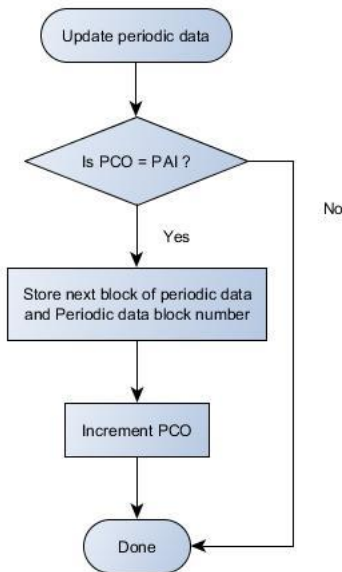 Update periodic data
Is PCO = PAI ?
No
Yes
Store next block of periodic data
and Periodic data block number
Increment PCO
Done